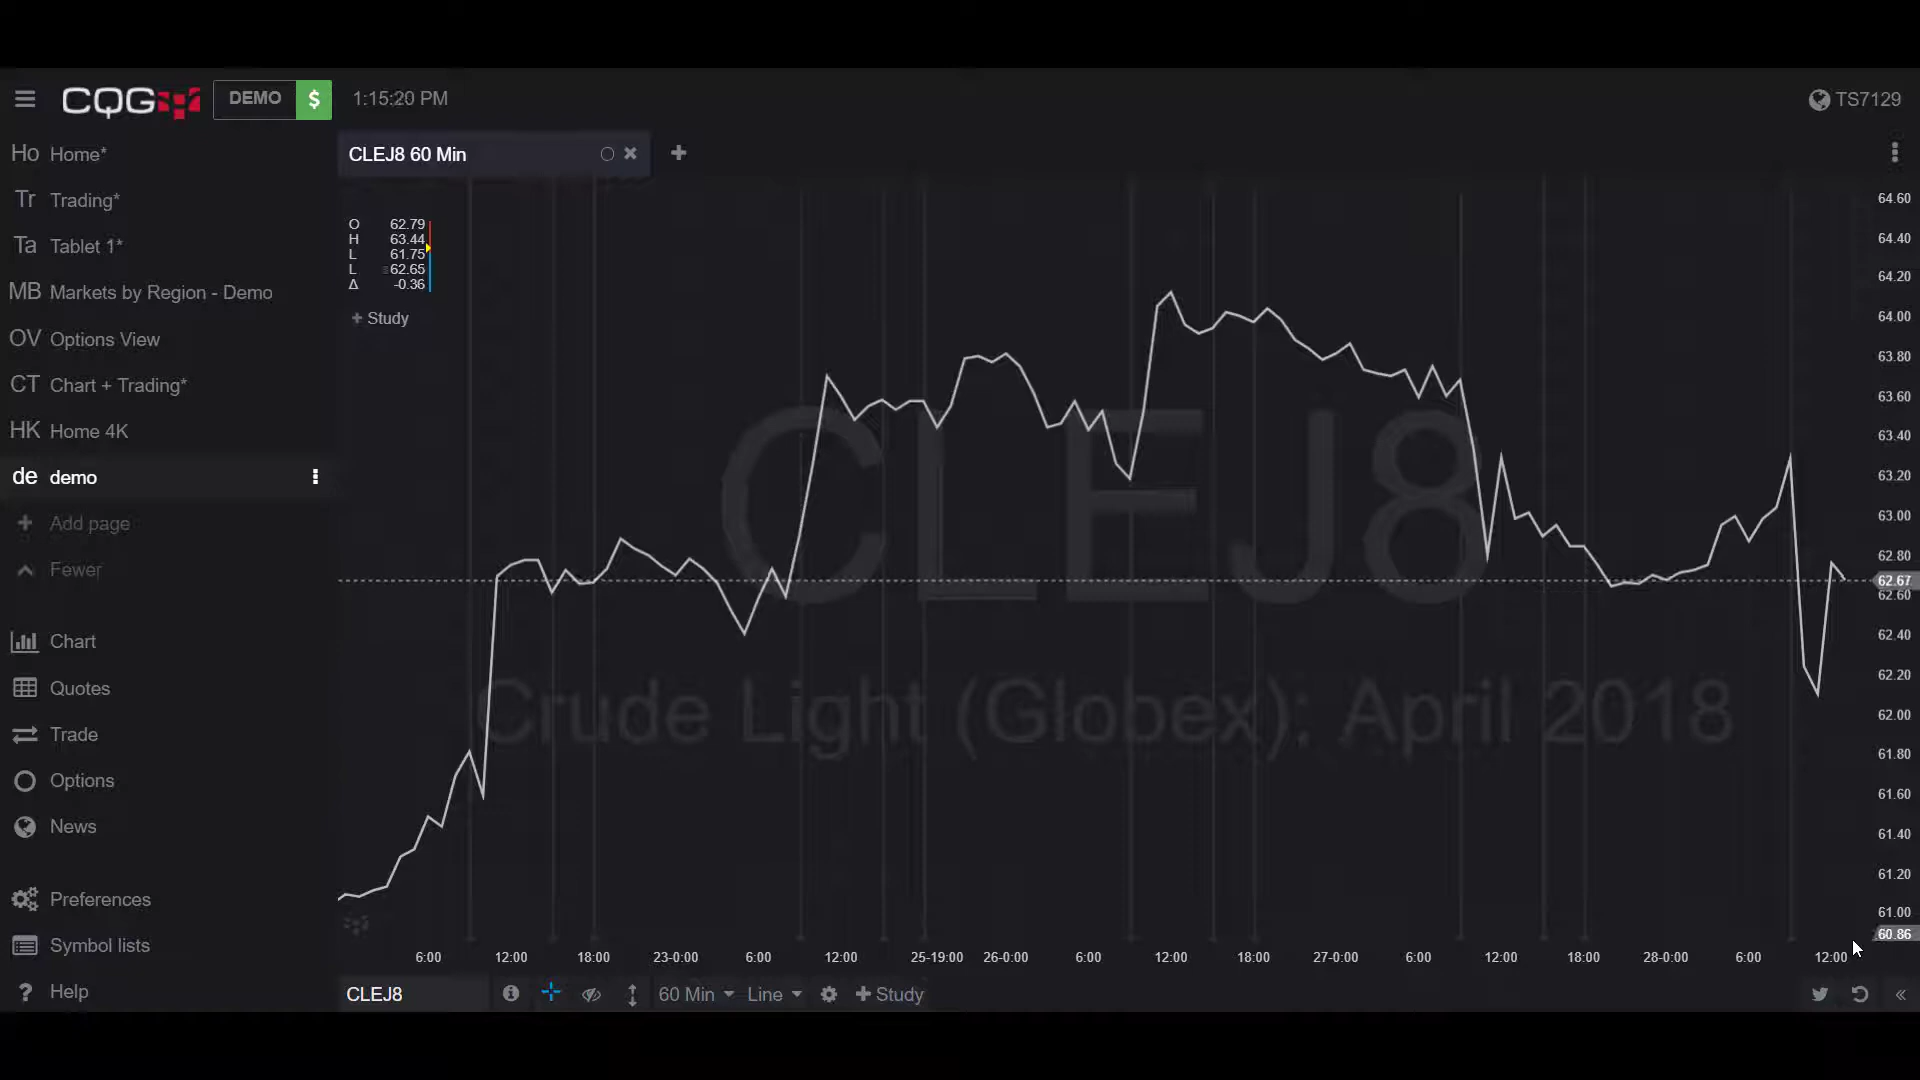 CQG DEMO $ 1:15:20 PM TS7129
Ho Home*
Tr Trading*
Ta Tablet 1*
MB Markets by Region - Demo
OV Options View
CT Chart + Trading*
HK Home 4K
de demo
+ Add page
Fewer
Chart
Quotes
Trade
Options
News
Preferences
Symbol lists
? Help
CLEJ8 60 Min
O 62.79
H 63.44
L 61.75
L 62.65
Δ -0.36
+ Study
CLEJ8
Crude Light (Globex): April 2018
64.60
64.40
64.20
64.00
63.80
63.60
63.40
63.20
63.00
62.80
62.67
62.60
62.40
62.20
62.00
61.80
61.60
61.40
61.20
61.00
60.86
6:00 12:00 18:00 23-0:00 6:00 12:00 25-19:00 26-0:00 6:00 12:00 18:00 27-0:00 6:00 12:00 18:00 28-0:00 6:00 12:00
CLEJ8 60 Min Line + Study